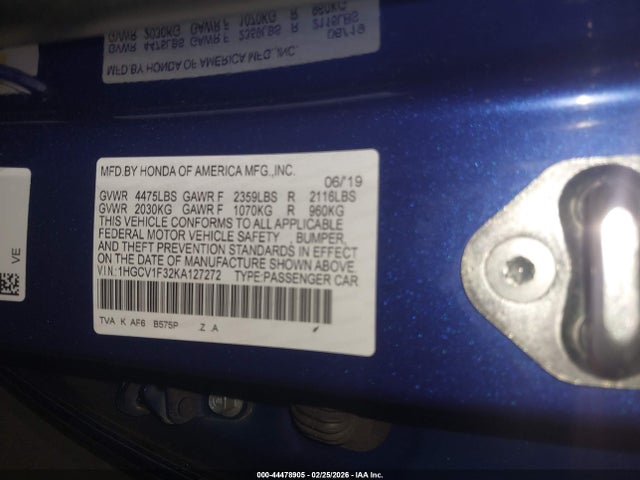 MFD.BY HONDA OF AMERICA MFG.,INC.
06/19
GVWR 4475LBS GAWR F 2359LBS R 2116LBS
GVWR 2030KG GAWR F 1070KG R 960KG
THIS VEHICLE CONFORMS TO ALL APPLICABLE
FEDERAL MOTOR VEHICLE SAFETY, BUMPER,
AND THEFT PREVENTION STANDARDS IN EFFECT
ON THE DATE OF MANUFACTURE SHOWN ABOVE
VIN:1HGCV1F32KA127272 TYPE:PASSENGER CAR
TVA K AF6 B575P .Z .A
VE
000-44478905 - 02/25/2026 - IAA Inc.